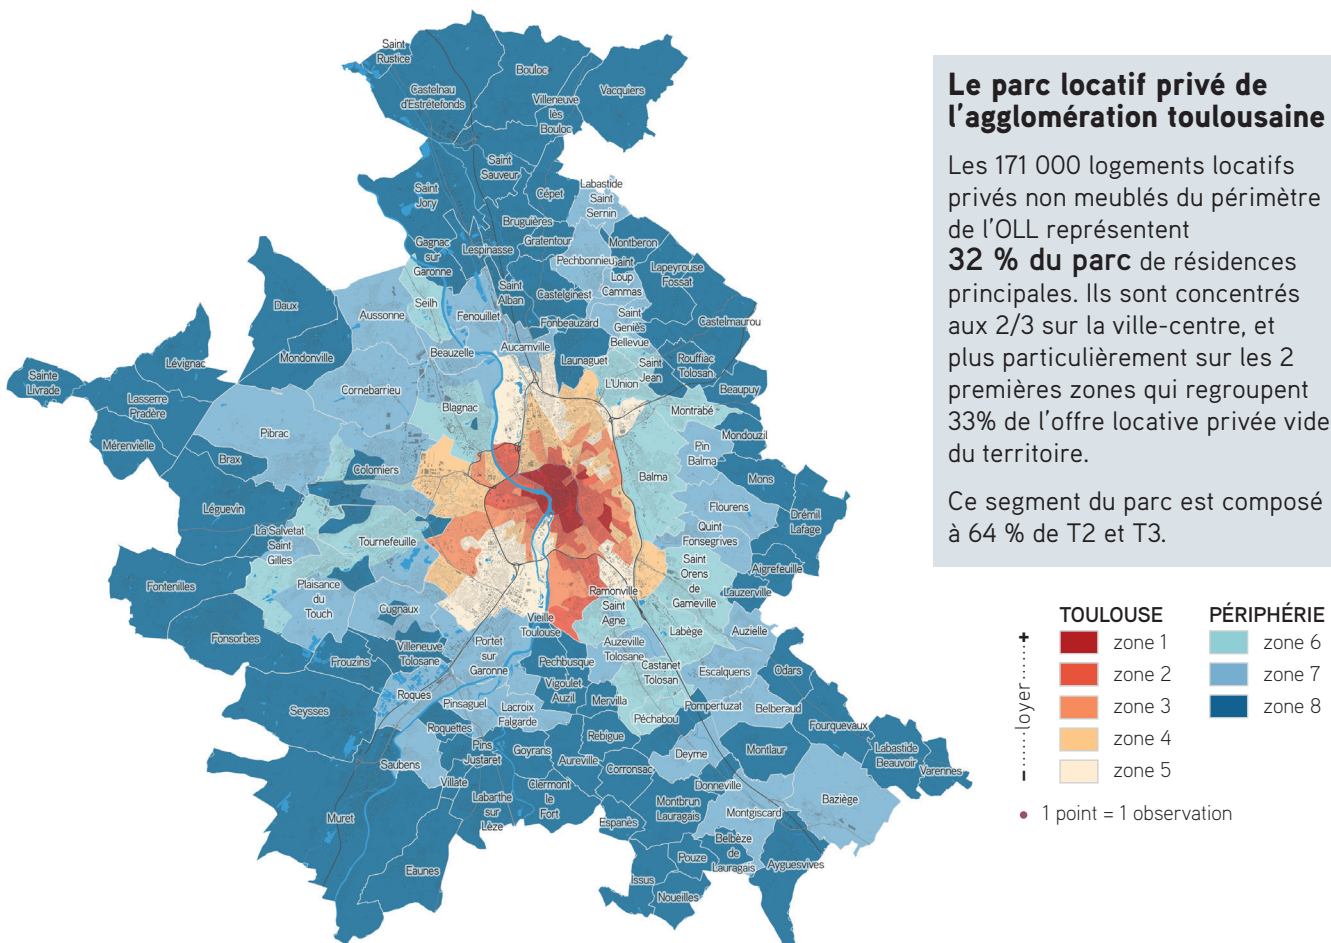 Saint
Rustice
Bouloc
Castelnau
d'Estrétefonds
Vacquiers
Villeneuve
lès
Bouloc
Saint
Sauveur
Saint
Jory
Cépet
Labastide
Saint
Sernin
Bruguières
Gratentour
Montberon
Gagnac
sur
Garonne
Lespinasse
Pechbonnieu
Saint
Loup
Cammas
Lapeyrouse
Fossat
Saint
Alban
Castelginest
Daux
Seilh
Aussonne
Fenouillet
Fonbeauzard
Saint
Geniès
Bellevue
Castelmaurou
Mondonville
Beauzelle
Aucamville
Launaguet
Saint
Jean
Rouffiac
Tolosan
Lévignac
Sainte
Livrade
L'Union
Beaupuy
Cornebarrieu
Lasserre
Pradère
Blagnac
Montrabé
Pibrac
Mondouzil
Mérenvielle
Brax
Colomiers
Pin
Balma
Balma
Mons
Léguevin
Flourens
Drémil
Lafage
La Salvetat
Saint
Gilles
Tournefeuille
Quint
Fonsegrives
Saint
Orens
de
Gameville
Aigrefeuille
Fontenilles
Plaisance
du
Touch
Ramonville
Saint
Agne
Lauzerville
Cugnaux
Vieille
Toulouse
Labège
Auzielle
Fonsorbes
Villeneuve
Tolosane
Portet
sur
Garonne
Auzeville
Tolosane
Frouzins
Pechbusque
Castanet
Tolosan
Escalquens
Odars
Vigoulet
Auzil
Roques
Pinsaguel
Mervilla
Seysses
Lacroix
Falgarde
Péchabou
Pompertuzat
Belberaud
Fourquevaux
Roquettes
Rebigue
Pins
Justaret
Goyrans
Aureville
Corronsac
Deyme
Montlaur
Labastide
Beauvoir
Varennes
Saubens
Villate
Clermont
le
Fort
Donneville
Labarthe
sur
Lèze
Montbrun
Lauragais
Montgiscard
Baziège
Muret
Espanès
Belbèze
de
Lauragais
Pouze
Ayguesvives
Eaunes
Issus
Noueilles
Le parc locatif privé de
l'agglomération toulousaine
Les 171 000 logements locatifs
privés non meublés du périmètre
de l'OLL représentent
32 % du parc de résidences
principales. Ils sont concentrés
aux 2/3 sur la ville-centre, et
plus particulièrement sur les 2
premières zones qui regroupent
33% de l'offre locative privée vide
du territoire.
Ce segment du parc est composé
à 64 % de T2 et T3.
TOULOUSE
PÉRIPHÉRIE
+
loyer
-
zone 1
zone 2
zone 3
zone 4
zone 5
zone 6
zone 7
zone 8
1 point = 1 observation